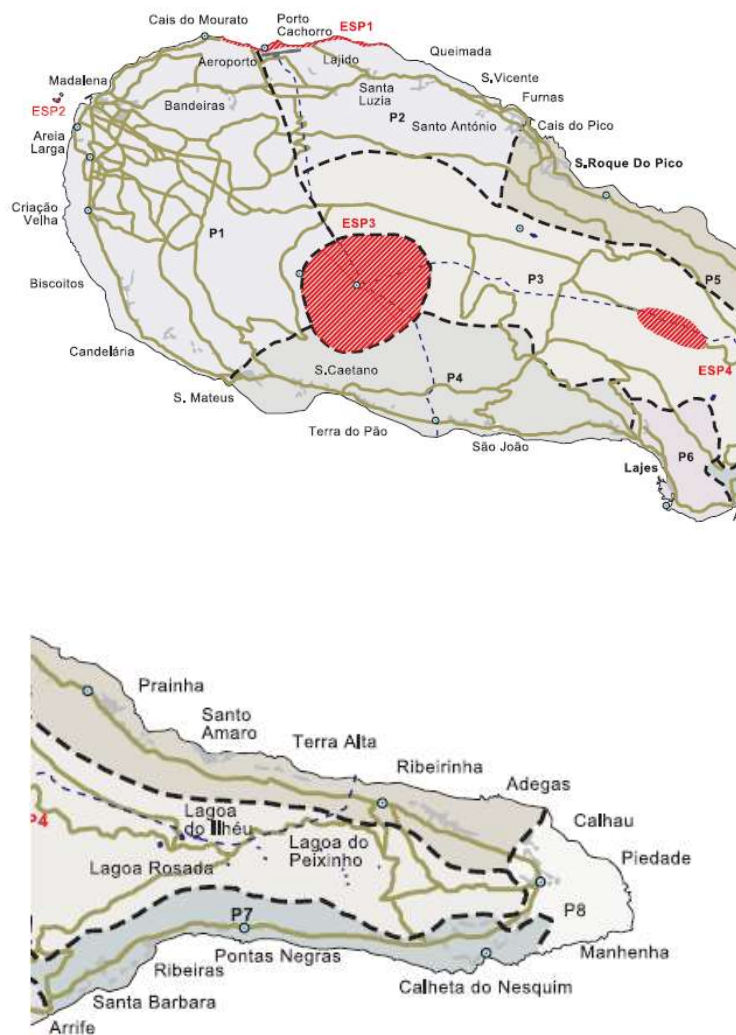 Cais do Mourato
Porto
Cachorro
ESP1
Aeroporto
Lajido
Queimada
Madalena
ESP2
Bandeiras
Santa
Luzia
S.Vicente
Furnas
P2
Santo António
Cais do Pico
Areia
Larga
S.Roque Do Pico
Criação
Velha
P1
ESP3
P3
P5
Biscoitos
Candelária
S.Caetano
P4
ESP4
S. Mateus
Terra do Pão
São João
Lajes
P6
A
Prainha
Santo
Amaro
Terra Alta
Ribeirinha
Adegas
P4
Lagoa
do Ilhéu
Calhau
Lagoa do
Peixinho
Piedade
Lagoa Rosada
P7
P8
Pontas Negras
Manhenha
Ribeiras
Calheta do Nesquim
Santa Barbara
Arrife